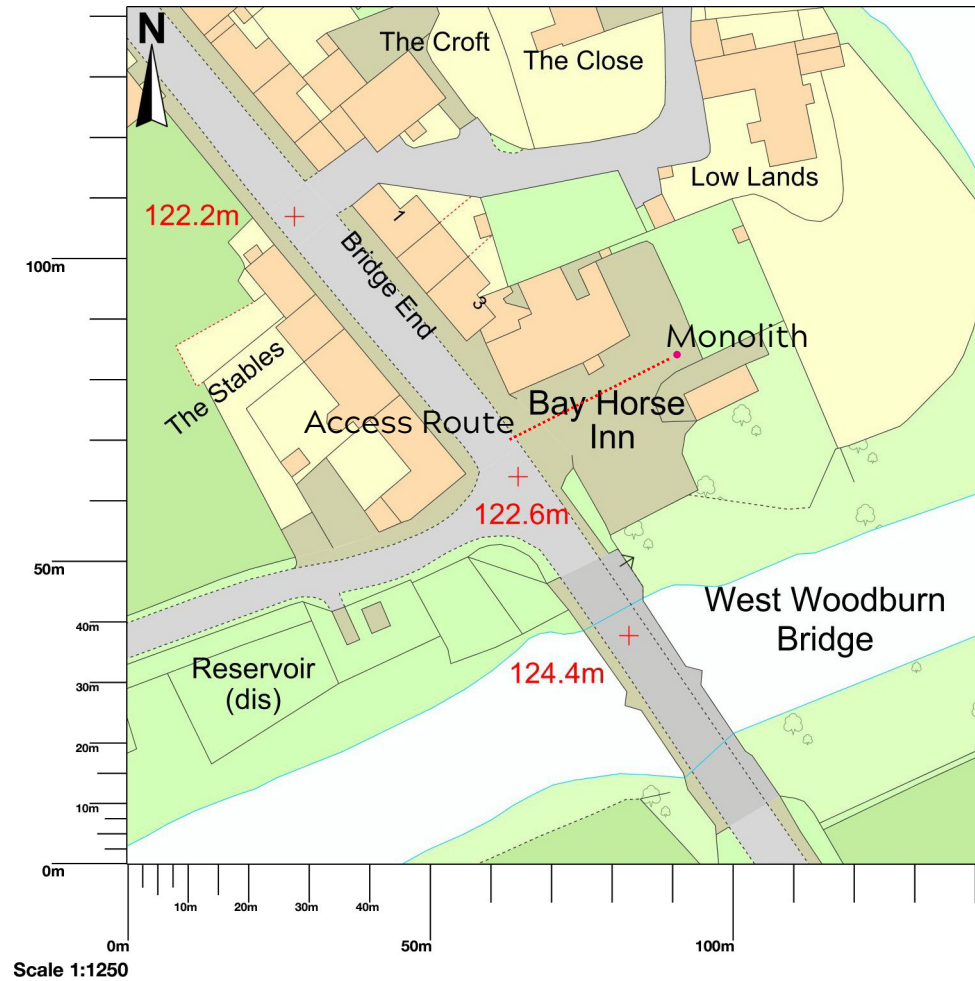 N
The Croft
The Close
Low Lands
122.2m
1
Bridge End
3
100m
Monolith
The Stables
Access Route
Bay Horse
Inn
122.6m
50m
West Woodburn
Bridge
40m
Reservoir
(dis)
124.4m
30m
20m
10m
0m
10m
20m
30m
40m
0m
50m
100m
Scale 1:1250